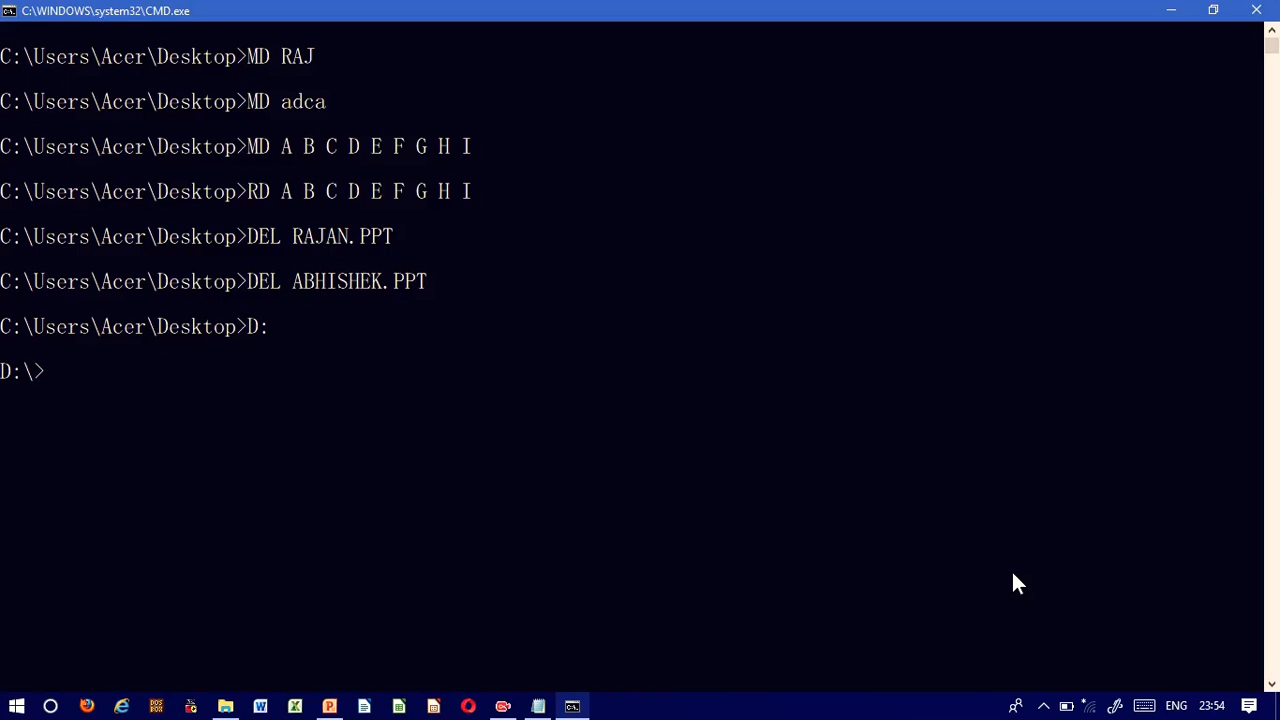 C:\WINDOWS\system32\CMD.exe
C:\Users\Acer\Desktop>MD RAJ
C:\Users\Acer\Desktop>MD adca
C:\Users\Acer\Desktop>MD A B C D E F G H I
C:\Users\Acer\Desktop>RD A B C D E F G H I
C:\Users\Acer\Desktop>DEL RAJAN.PPT
C:\Users\Acer\Desktop>DEL ABHISHEK.PPT
C:\Users\Acer\Desktop>D:
D:\>
ENG 23:54